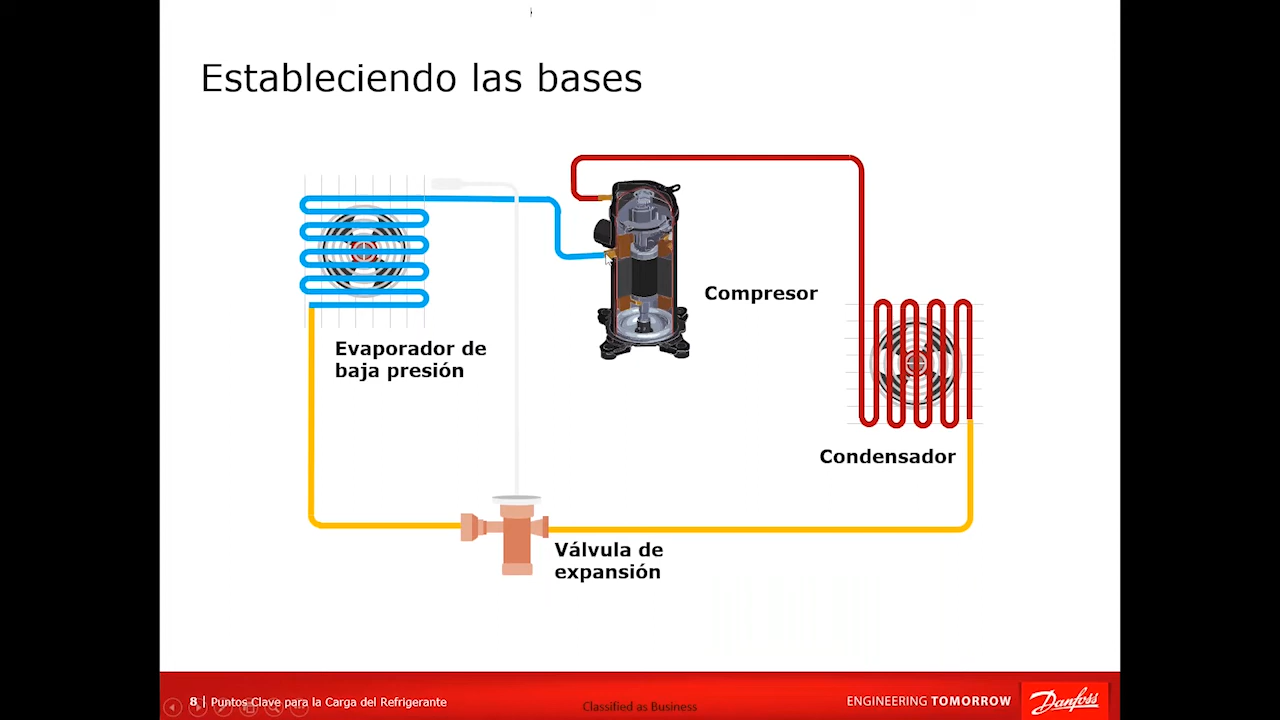 Estableciendo las bases
Compresor
Evaporador de
baja presión
Condensador
Válvula de
expansión
8 | Puntos Clave para la Carga del Refrigerante
Classified as Business
ENGINEERING TOMORROW
Danfoss